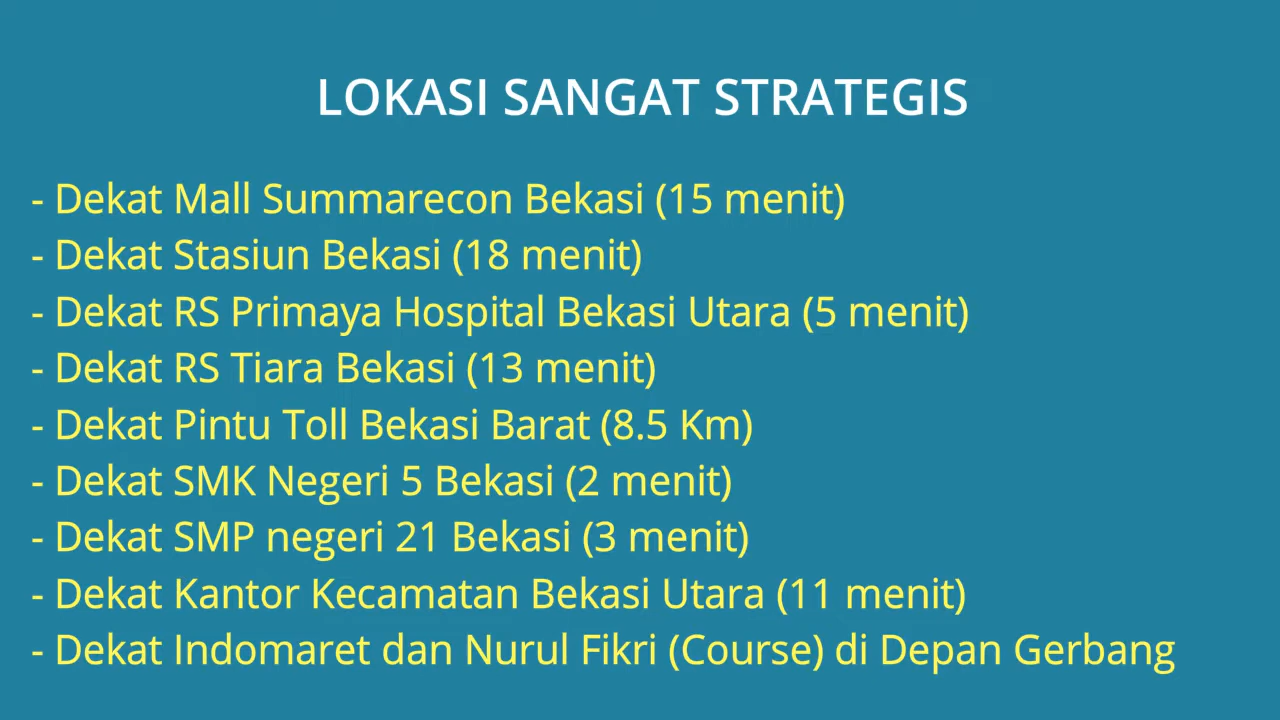 LOKASI SANGAT STRATEGIS
- Dekat Mall Summarecon Bekasi (15 menit)
- Dekat Stasiun Bekasi (18 menit)
- Dekat RS Primaya Hospital Bekasi Utara (5 menit)
- Dekat RS Tiara Bekasi (13 menit)
- Dekat Pintu Toll Bekasi Barat (8.5 Km)
- Dekat SMK Negeri 5 Bekasi (2 menit)
- Dekat SMP negeri 21 Bekasi (3 menit)
- Dekat Kantor Kecamatan Bekasi Utara (11 menit)
- Dekat Indomaret dan Nurul Fikri (Course) di Depan Gerbang